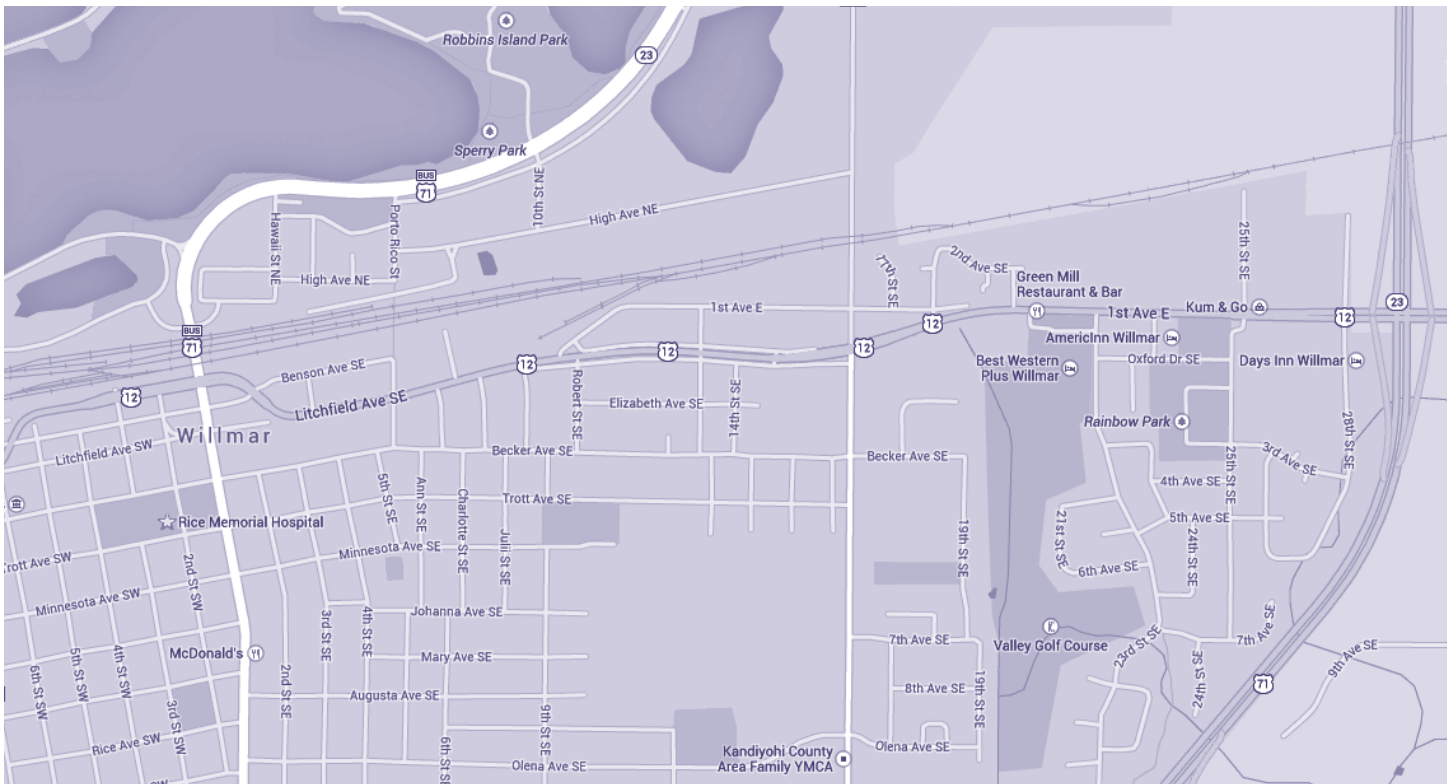 Robbins Island Park
23
Sperry Park
BUS
71
10th St NE
High Ave NE
Hawaii St NE
Porto Rico St
25th St SE
2nd Ave SE
High Ave NE
17th St SE
Green Mill
Restaurant & Bar
1st Ave E
1st Ave E
Kum & Go
23
12
12
BUS
71
AmericInn Willmar
12
12
Oxford Dr SE
Best Western
Plus Willmar
Days Inn Willmar
12
Benson Ave SE
12
Litchfield Ave SE
Robert St SE
Elizabeth Ave SE
14th St SE
28th St SE
Rainbow Park
Willmar
Litchfield Ave SW
Becker Ave SE
Becker Ave SE
3rd Ave SE
25th St SE
4th Ave SE
5th St SE
Ann St SE
Charlotte St SE
Trott Ave SE
Rice Memorial Hospital
5th Ave SE
19th St SE
21st St SE
24th St SE
Julii St SE
Minnesota Ave SE
Trott Ave SW
2nd St SW
6th Ave SE
Minnesota Ave SW
3rd St SE
4th St SE
Johanna Ave SE
7th Ave SE
Valley Golf Course
23rd St SE
7th Ave SE
McDonald's
Mary Ave SE
9th Ave SE
6th St SW
5th St SW
4th St SW
2nd St SE
24th St SE
8th Ave SE
19th St SE
71
Augusta Ave SE
3rd St SW
9th St SE
Rice Ave SW
6th St SE
Olena Ave SE
Kandiyohi County
Area Family YMCA
Olena Ave SE